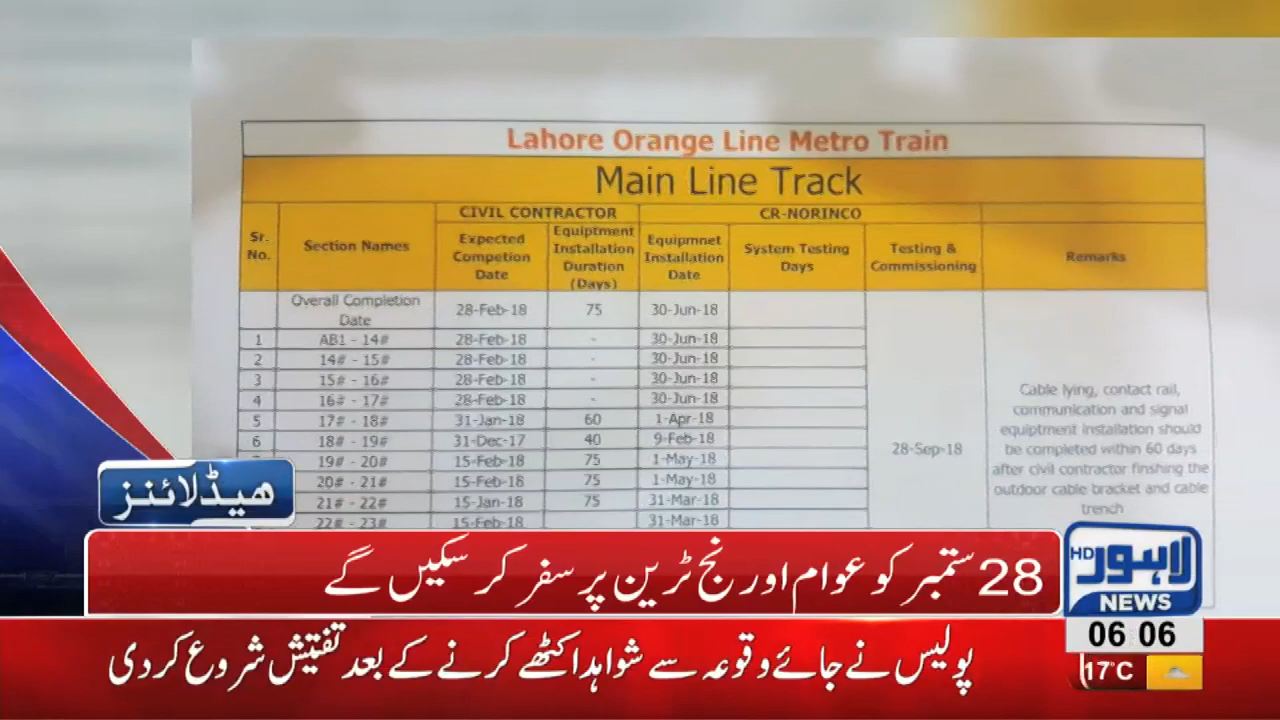 Lahore Orange Line Metro Train
Main Line Track
CIVIL CONTRACTOR CR-NORINCO
Sr. No. Section Names Expected Competion Date Equiptment Installation Duration (Days) Equipmnet Installation Date System Testing Days Testing & Commissioning Remarks
Overall Completion Date 28-Feb-18 75 30-Jun-18
1 AB1 - 14# 28-Feb-18 - 30-Jun-18
2 14# - 15# 28-Feb-18 - 30-Jun-18
3 15# - 16# 28-Feb-18 - 30-Jun-18
4 16# - 17# 28-Feb-18 - 30-Jun-18
5 17# - 18# 31-Jan-18 60 1-Apr-18
6 18# - 19# 31-Dec-17 40 9-Feb-18
19# - 20# 15-Feb-18 75 1-May-18
20# - 21# 15-Feb-18 75 1-May-18
21# - 22# 15-Jan-18 75 31-Mar-18
22# - 23# 15-Feb-18 31-Mar-18
28-Sep-18
Cable lying, contact rail,
communication and signal
equiptment installation should
be completed within 60 days
after civil contractor finshing the
outdoor cable bracket and cable
trench
ھیڈلائنز
28 ستمبر کو عوام اورنج ٹرین پر سفر کر سکیں گے
لاہور HD
NEWS
06 06
17°C
پولیس نے جائے وقوعہ سے شواہد اکٹھے کرنے کے بعد تفتیش شروع کر دی